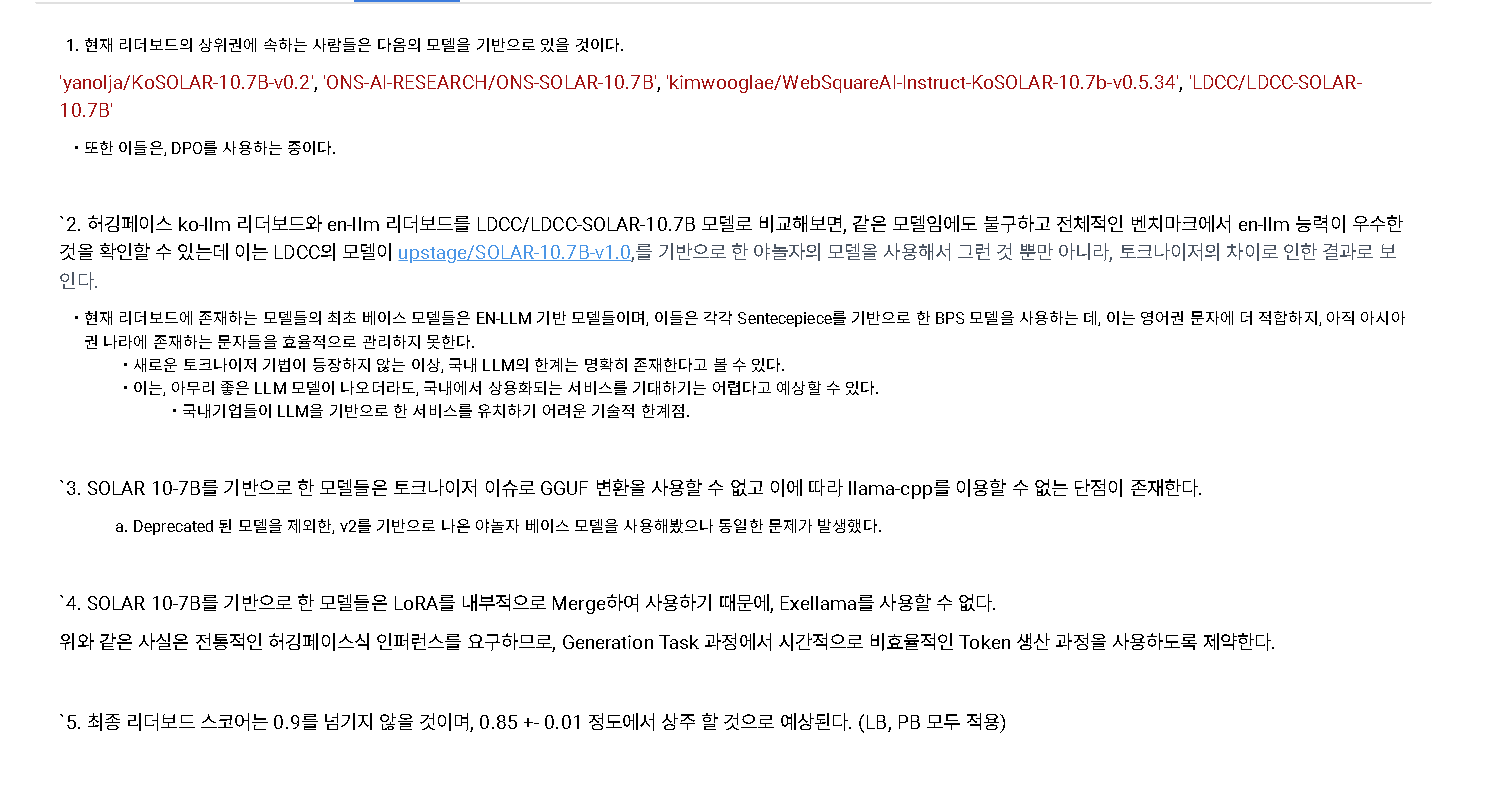 1. 현재 리더보드의 상위권에 속하는 사람들은 다음의 모델을 기반으로 있을 것이다.
'yanolja/KoSOLAR-10.7B-v0.2', 'ONS-AI-RESEARCH/ONS-SOLAR-10.7B', 'kimwooglae/WebSquareAI-Instruct-KoSOLAR-10.7b-v0.5.34', 'LDCC/LDCC-SOLAR-
10.7B'
• 또한 이들은, DPO를 사용하는 중이다.
`2. 허깅페이스 ko-llm 리더보드와 en-llm 리더보드를 LDCC/LDCC-SOLAR-10.7B 모델로 비교해보면, 같은 모델임에도 불구하고 전체적인 벤치마크에서 en-llm 능력이 우수한
것을 확인할 수 있는데 이는 LDCC의 모델이 upstage/SOLAR-10.7B-v1.0,를 기반으로 한 야놀자의 모델을 사용해서 그런 것 뿐만 아니라, 토크나이저의 차이로 인한 결과로 보
인다.
• 현재 리더보드에 존재하는 모델들의 최초 베이스 모델들은 EN-LLM 기반 모델들이며, 이들은 각각 Sentecepiece를 기반으로 한 BPS 모델을 사용하는 데, 이는 영어권 문자에 더 적합하지, 아직 아시아
권 나라에 존재하는 문자들을 효율적으로 관리하지 못한다.
• 새로운 토크나이저 기법이 등장하지 않는 이상, 국내 LLM의 한계는 명확히 존재한다고 볼 수 있다.
• 이는, 아무리 좋은 LLM 모델이 나오더라도, 국내에서 상용화되는 서비스를 기대하기는 어렵다고 예상할 수 있다.
• 국내기업들이 LLM을 기반으로 한 서비스를 유치하기 어려운 기술적 한계점.
`3. SOLAR 10-7B를 기반으로 한 모델들은 토크나이저 이슈로 GGUF 변환을 사용할 수 없고 이에 따라 llama-cpp를 이용할 수 없는 단점이 존재한다.
a. Deprecated 된 모델을 제외한, v2를 기반으로 나온 야놀자 베이스 모델을 사용해봤으나 동일한 문제가 발생했다.
`4. SOLAR 10-7B를 기반으로 한 모델들은 LoRA를 내부적으로 Merge하여 사용하기 때문에, Exellama를 사용할 수 없다.
위와 같은 사실은 전통적인 허깅페이스식 인퍼런스를 요구하므로, Generation Task 과정에서 시간적으로 비효율적인 Token 생산 과정을 사용하도록 제약한다.
`5. 최종 리더보드 스코어는 0.9를 넘기지 않을 것이며, 0.85 +- 0.01 정도에서 상주 할 것으로 예상된다. (LB, PB 모두 적용)